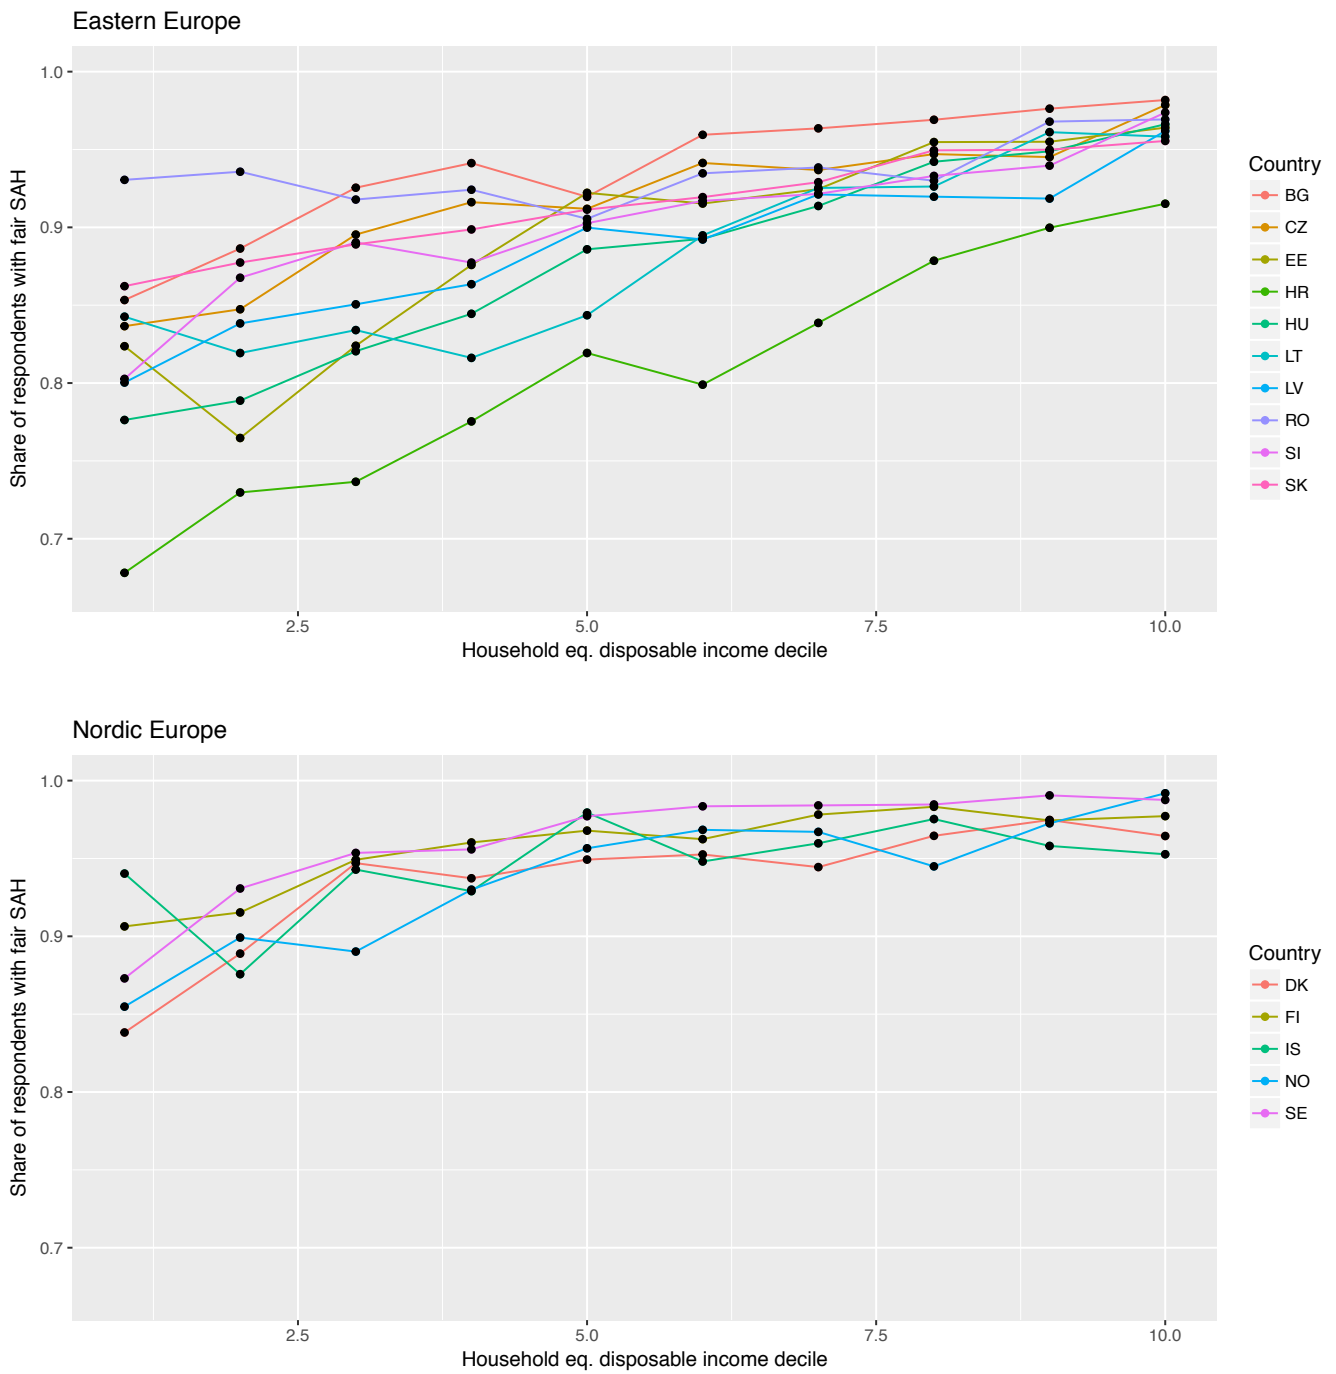 Eastern Europe
Share of respondents with fair SAH
1.0
0.9
0.8
0.7
2.5 5.0 7.5 10.0
Household eq. disposable income decile
Country
BG
CZ
EE
HR
HU
LT
LV
RO
SI
SK
Nordic Europe
Share of respondents with fair SAH
1.0
0.9
0.8
0.7
2.5 5.0 7.5 10.0
Household eq. disposable income decile
Country
DK
FI
IS
NO
SE